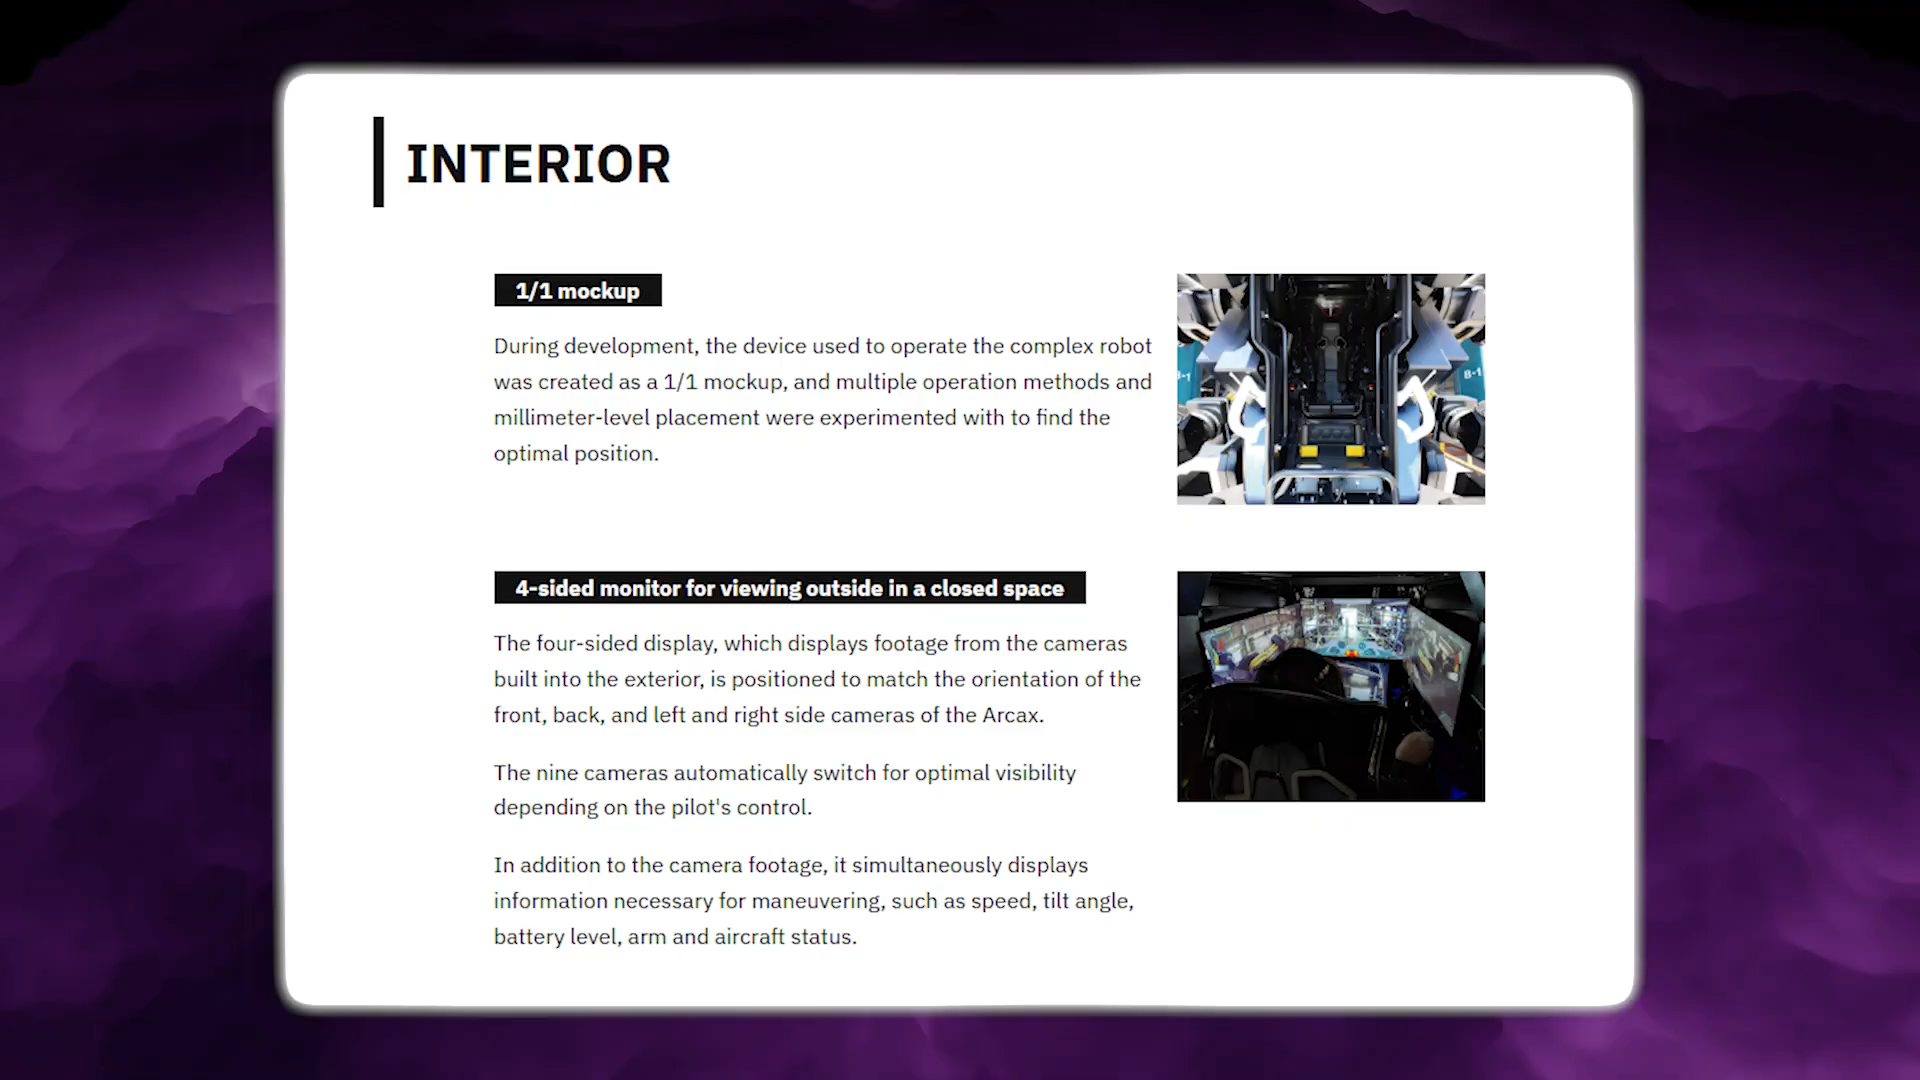 INTERIOR
1/1 mockup
During development, the device used to operate the complex robot
was created as a 1/1 mockup, and multiple operation methods and
millimeter-level placement were experimented with to find the
optimal position.
B-1
B-1
4-sided monitor for viewing outside in a closed space
The four-sided display, which displays footage from the cameras
built into the exterior, is positioned to match the orientation of the
front, back, and left and right side cameras of the Arcax.
The nine cameras automatically switch for optimal visibility
depending on the pilot's control.
In addition to the camera footage, it simultaneously displays
information necessary for maneuvering, such as speed, tilt angle,
battery level, arm and aircraft status.